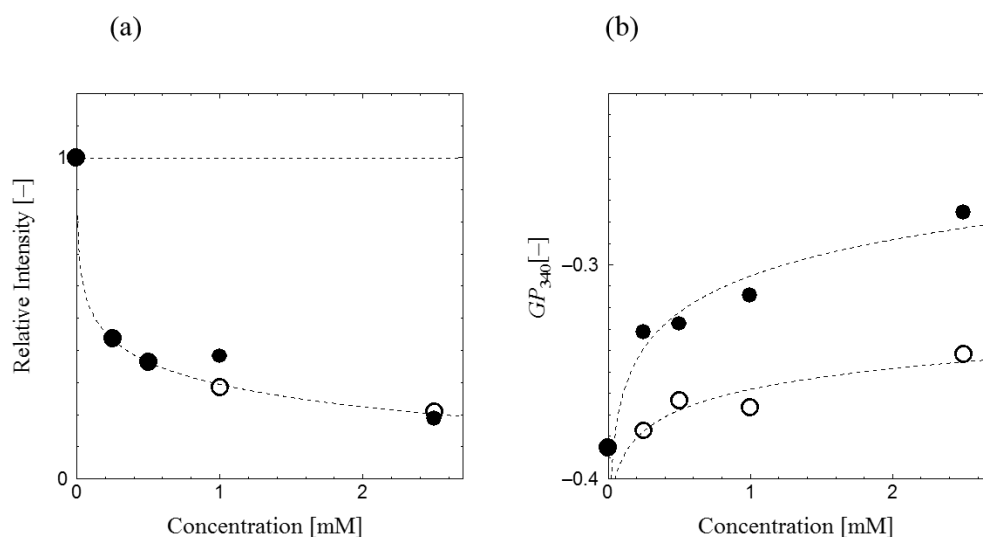 (a) (b)
Relative Intensity [−]
1
0
0 1 2
Concentration [mM]
GP340[−]
−0.3
−0.4
0 1 2
Concentration [mM]